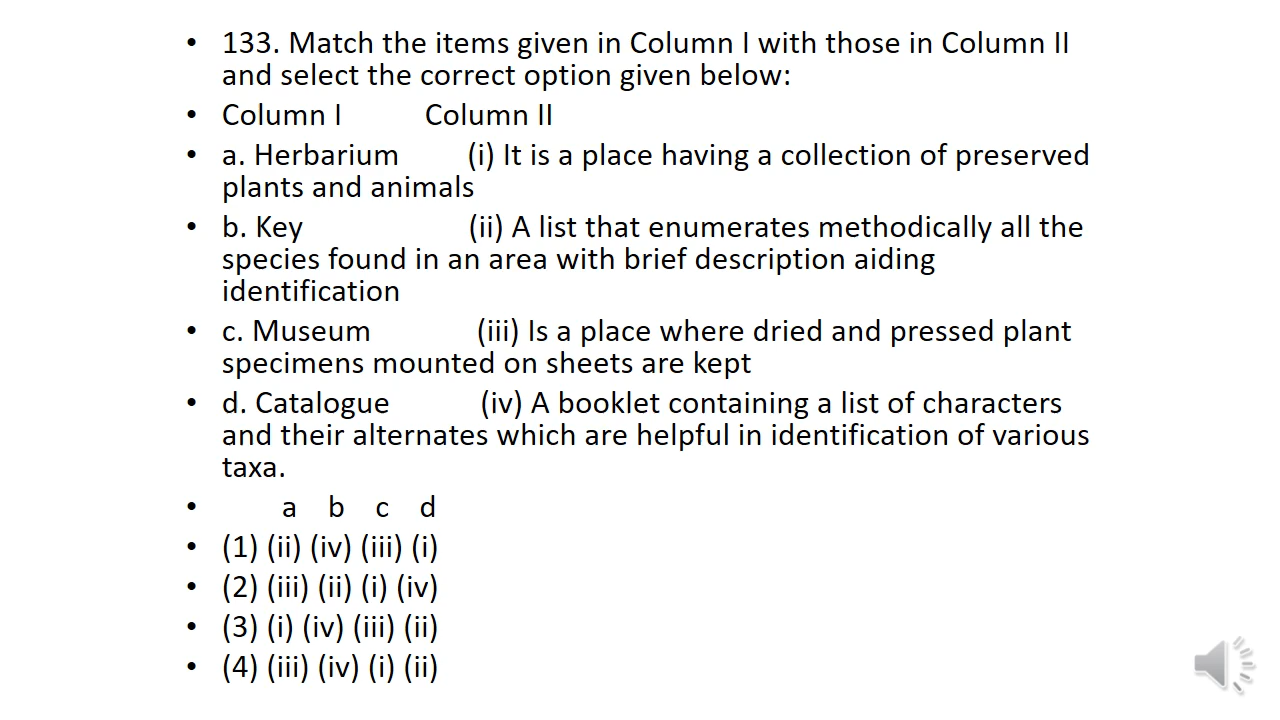 • 133. Match the items given in Column I with those in Column II
and select the correct option given below:
• Column I Column II
• a. Herbarium (i) It is a place having a collection of preserved
plants and animals
• b. Key (ii) A list that enumerates methodically all the
species found in an area with brief description aiding
identification
• c. Museum (iii) Is a place where dried and pressed plant
specimens mounted on sheets are kept
• d. Catalogue (iv) A booklet containing a list of characters
and their alternates which are helpful in identification of various
taxa.
• a b c d
• (1) (ii) (iv) (iii) (i)
• (2) (iii) (ii) (i) (iv)
• (3) (i) (iv) (iii) (ii)
• (4) (iii) (iv) (i) (ii)